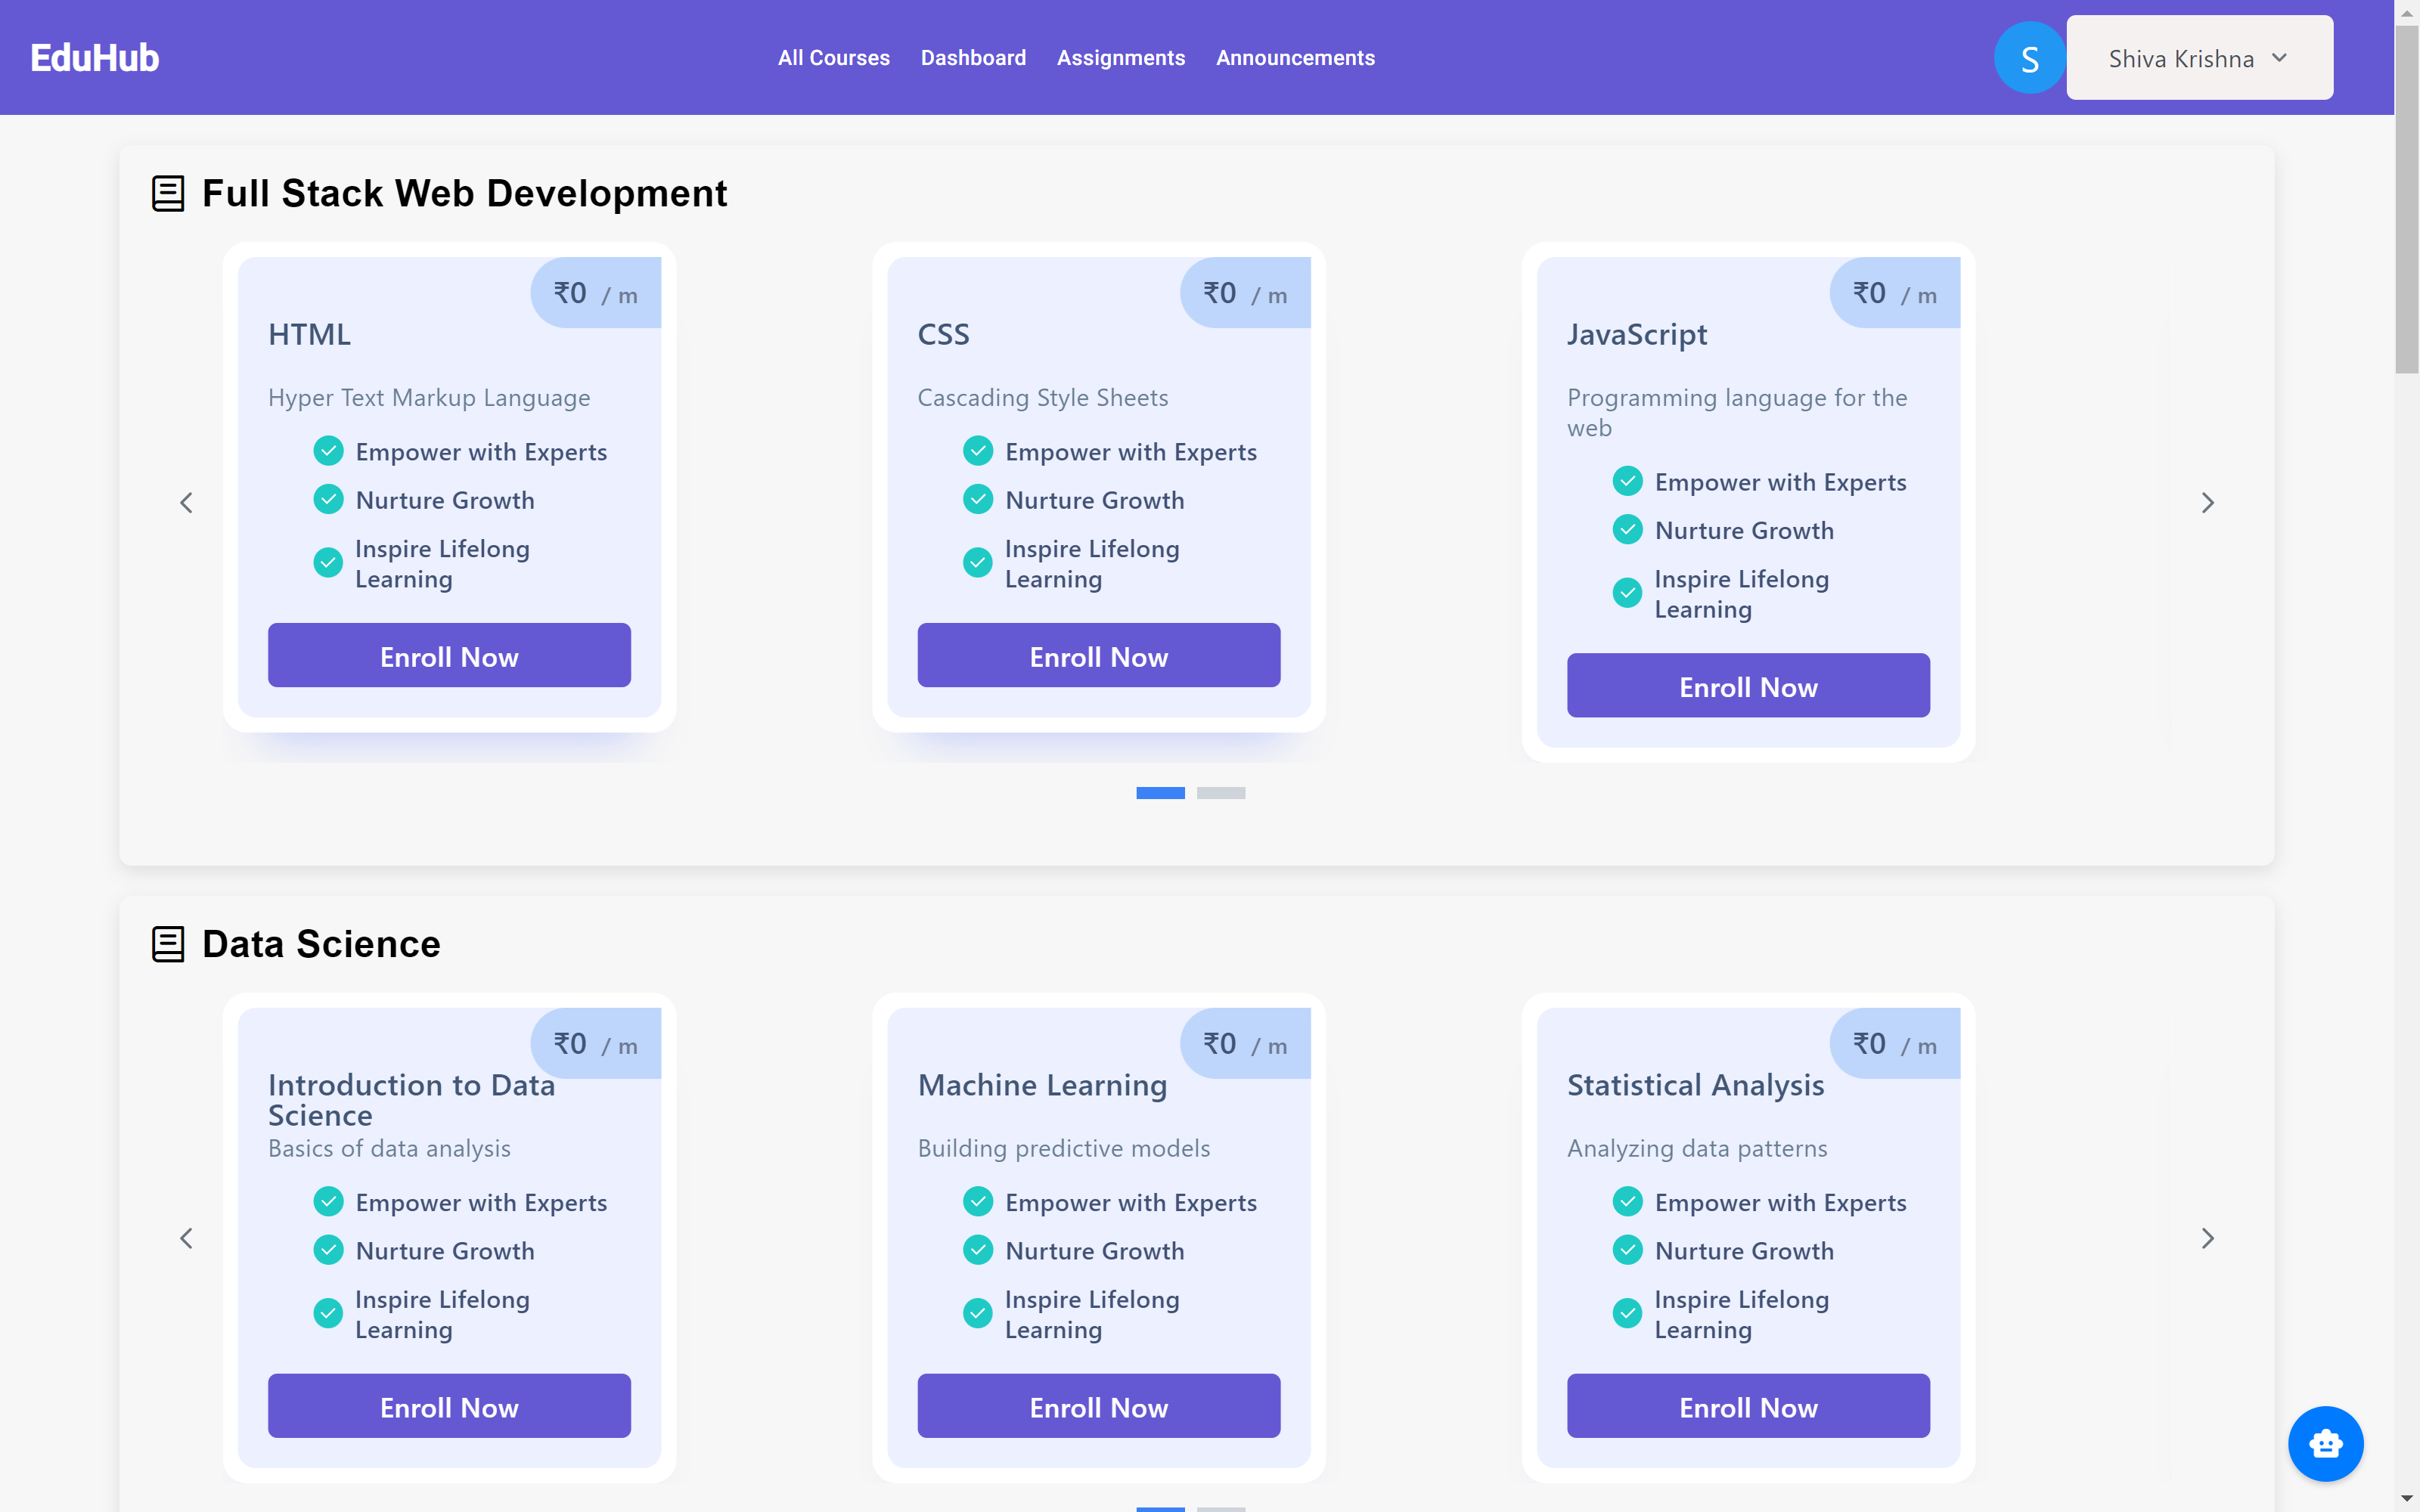 EduHub
All Courses
Dashboard
Assignments
Announcements
S
Shiva Krishna
Full Stack Web Development
₹0 / m
HTML
Hyper Text Markup Language
Empower with Experts
Nurture Growth
Inspire Lifelong
Learning
Enroll Now
₹0 / m
CSS
Cascading Style Sheets
Empower with Experts
Nurture Growth
Inspire Lifelong
Learning
Enroll Now
₹0 / m
JavaScript
Programming language for the
web
Empower with Experts
Nurture Growth
Inspire Lifelong
Learning
Enroll Now
Data Science
₹0 / m
Introduction to Data
Science
Basics of data analysis
Empower with Experts
Nurture Growth
Inspire Lifelong
Learning
Enroll Now
₹0 / m
Machine Learning
Building predictive models
Empower with Experts
Nurture Growth
Inspire Lifelong
Learning
Enroll Now
₹0 / m
Statistical Analysis
Analyzing data patterns
Empower with Experts
Nurture Growth
Inspire Lifelong
Learning
Enroll Now